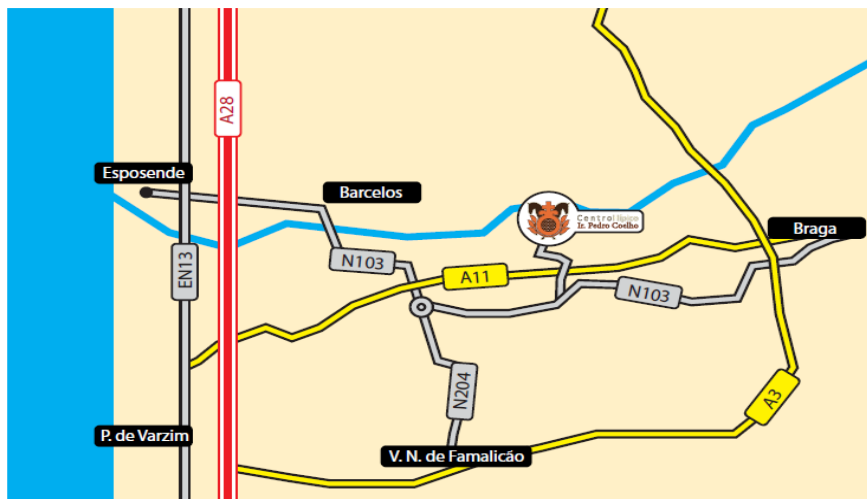 A28
Esposende
Barcelos
Centro Hípico
Ir. Pedro Coelho
Braga
EN13
N103
A11
N103
N204
A3
P. de Varzim
V. N. de Famalicão